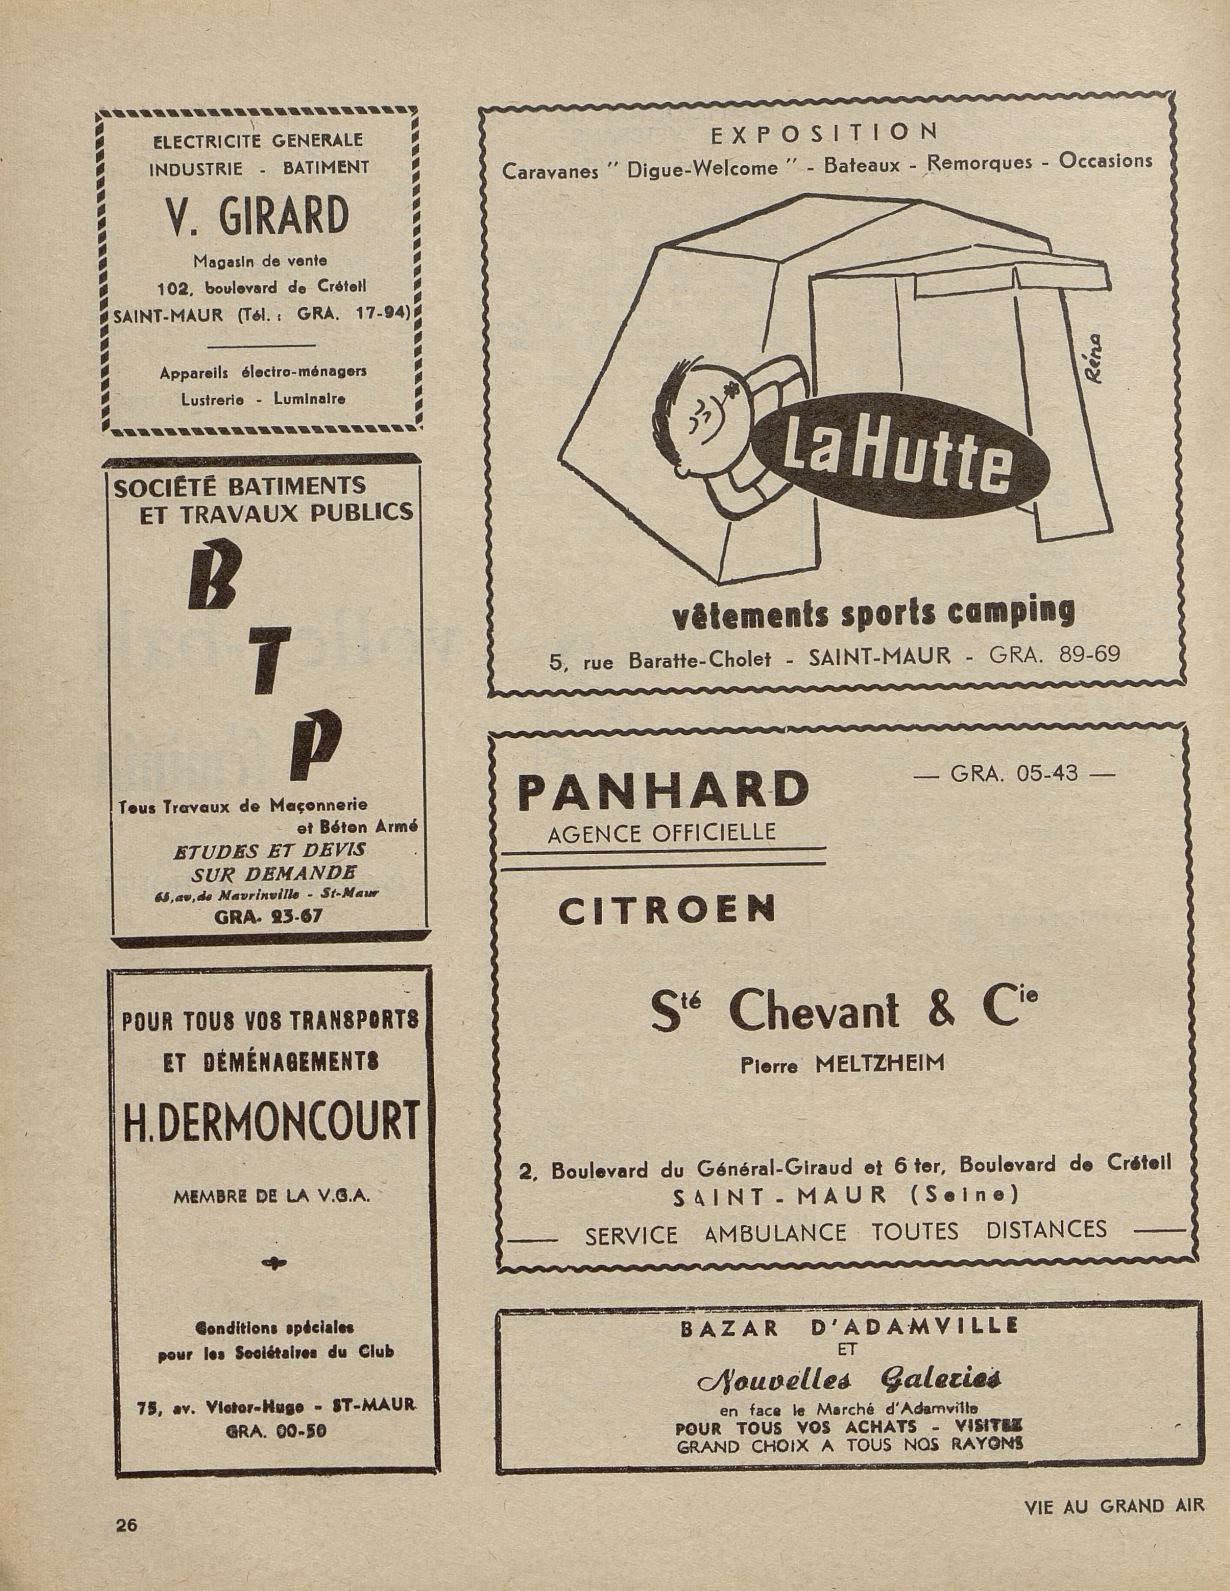 ELECTRICITE GENERALE
INDUSTRIE - BATIMENT
V. GIRARD
Magasin de vente
102, boulevard de Créteil
SAINT-MAUR (Tél. : GRA. 17-94)
Appareils électro-ménagers
Lustrerie - Luminaire
SOCIÉTÉ BATIMENTS
ET TRAVAUX PUBLICS
B
T
P
Tous Travaux de Maçonnerie
et Béton Armé
ETUDES ET DEVIS
SUR DEMANDE
65, av, de Mavrinville - St-Maur
GRA. 23-67
POUR TOUS VOS TRANSPORTS
ET DÉMÉNAGEMENTS
H. DERMONCOURT
MEMBRE DE LA V.G.A.
Conditions spéciales
pour les Sociétaires du Club
75, av. Victor-Hugo - ST-MAUR
GRA. 00-50
EXPOSITION
Caravanes " Digue-Welcome " - Bateaux - Remorques - Occasions
Réna
La Hutte
vêtements sports camping
5, rue Baratte-Cholet - SAINT-MAUR - GRA. 89-69
PANHARD
— GRA. 05-43 —
AGENCE OFFICIELLE
CITROEN
Sté Chevant & Cie
Pierre MELTZHEIM
2, Boulevard du Général-Giraud et 6 ter, Boulevard de Créteil
SAINT-MAUR (Seine)
— SERVICE AMBULANCE TOUTES DISTANCES —
BAZAR D'ADAMVILLE
ET
Nouvelles Galeries
en face le Marché d'Adamville
POUR TOUS VOS ACHATS - VISITEZ
GRAND CHOIX A TOUS NOS RAYONS
26
VIE AU GRAND AIR